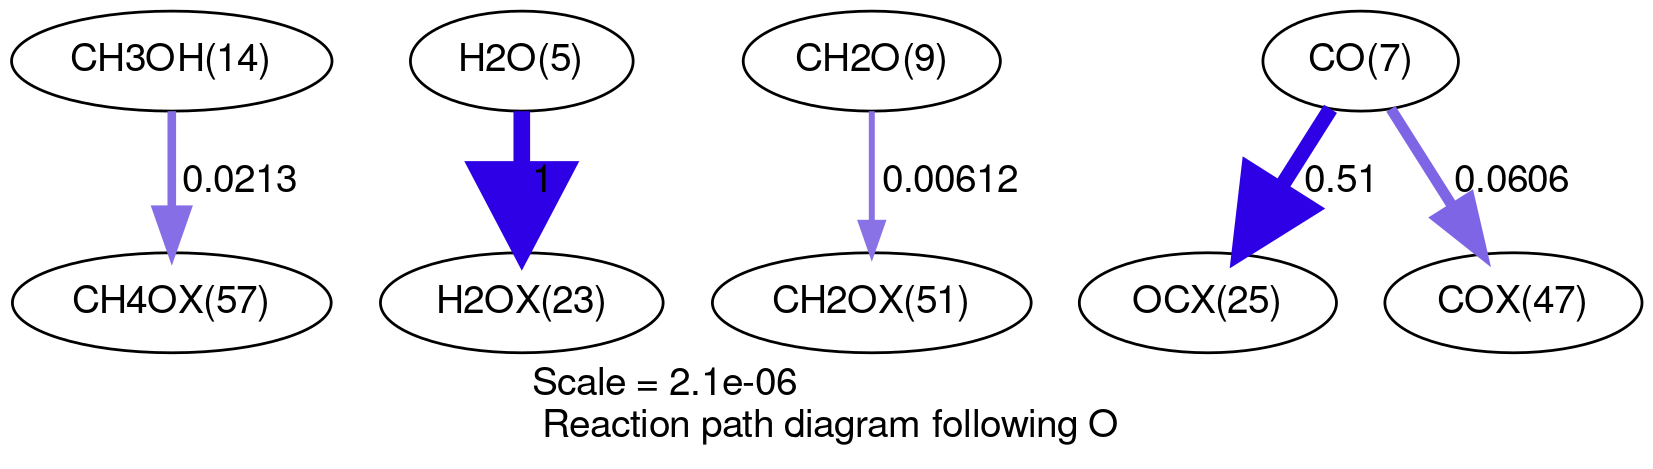 CH3OH(14)
H2O(5)
CH2O(9)
CO(7)
0.0213
1
0.00612
0.51
0.0606
CH4OX(57)
H2OX(23)
CH2OX(51)
OCX(25)
COX(47)
Scale = 2.1e-06
Reaction path diagram following O